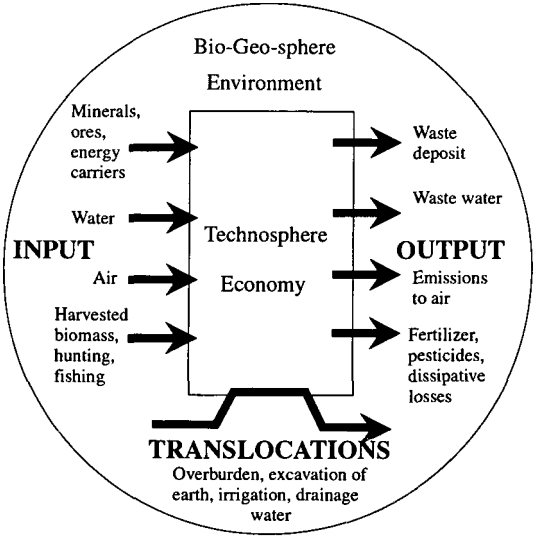 Bio-Geo-sphere
Environment
Minerals,
ores,
energy
carriers
Water
INPUT
Air
Harvested
biomass,
hunting,
fishing
Technosphere
Economy
Waste
deposit
Waste water
OUTPUT
Emissions
to air
Fertilizer,
pesticides,
dissipative
losses
TRANSLOCATIONS
Overburden, excavation of
earth, irrigation, drainage
water